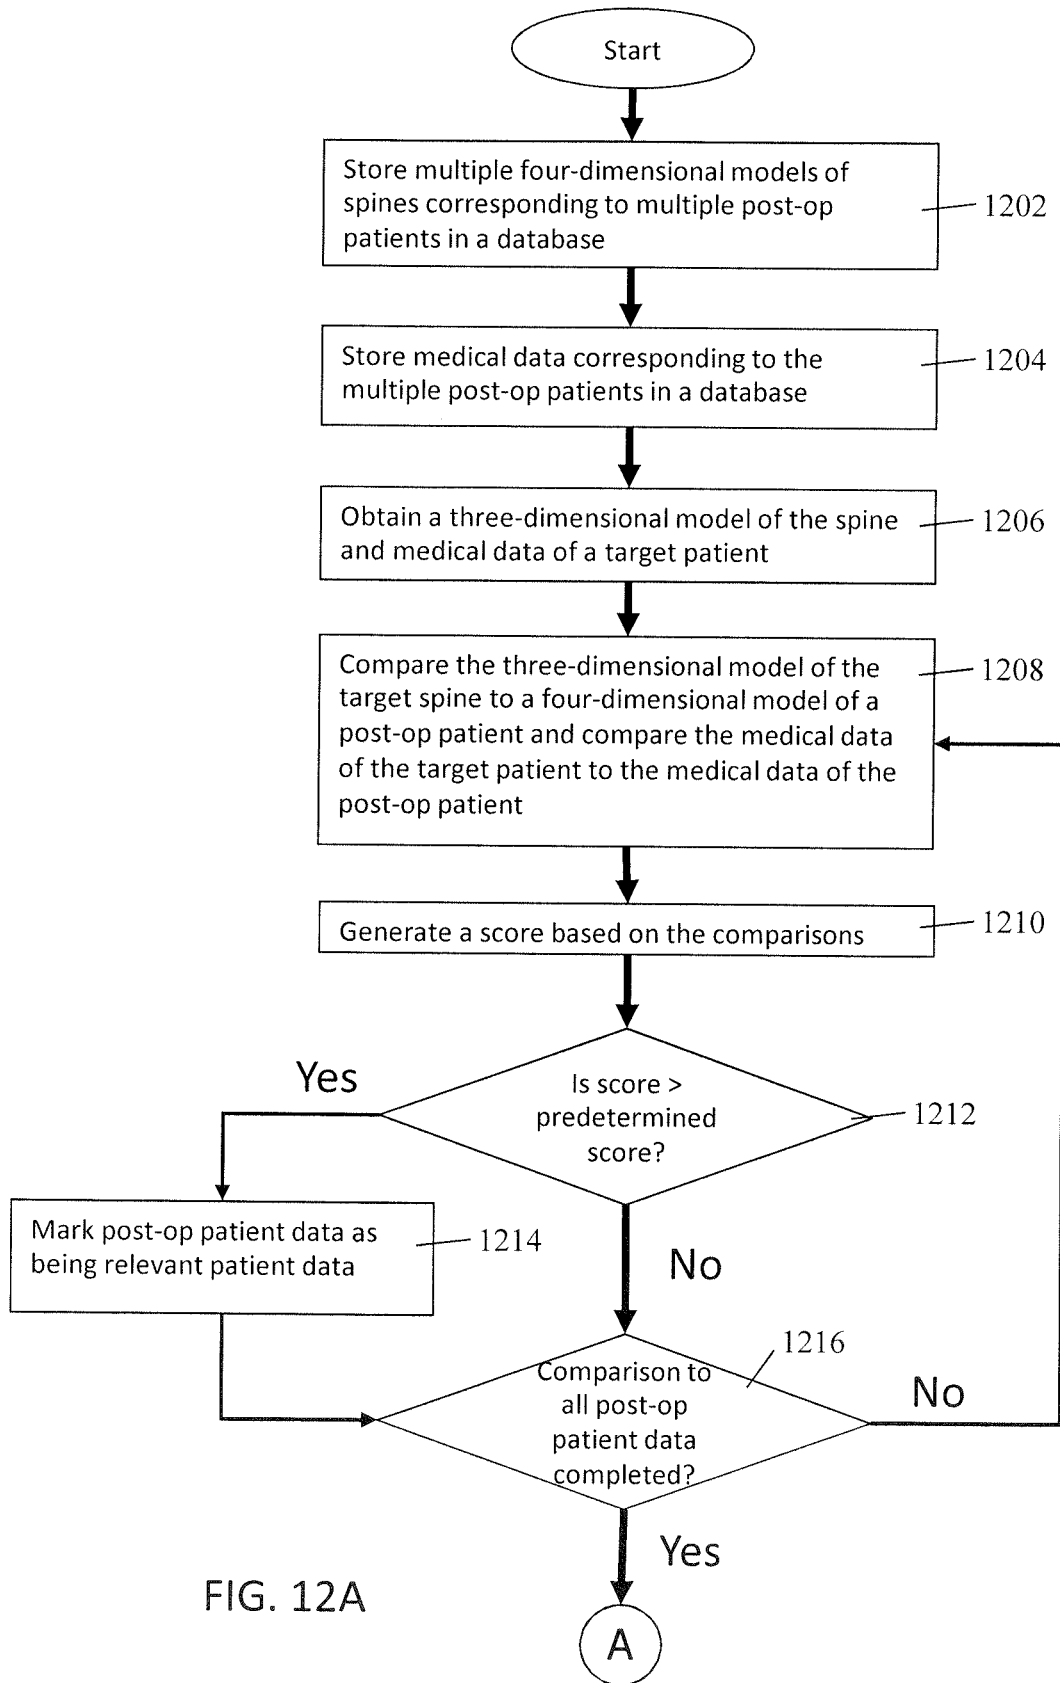 Start
Store multiple four-dimensional models of
spines corresponding to multiple post-op
patients in a database
1202
Store medical data corresponding to the
multiple post-op patients in a database
1204
Obtain a three-dimensional model of the spine
and medical data of a target patient
1206
Compare the three-dimensional model of the
target spine to a four-dimensional model of a
post-op patient and compare the medical data
of the target patient to the medical data of the
post-op patient
1208
Generate a score based on the comparisons
1210
Yes
Is score >
predetermined
score?
1212
Mark post-op patient data as
being relevant patient data
1214
No
1216
Comparison to
all post-op
patient data
completed?
No
Yes
FIG. 12A
A